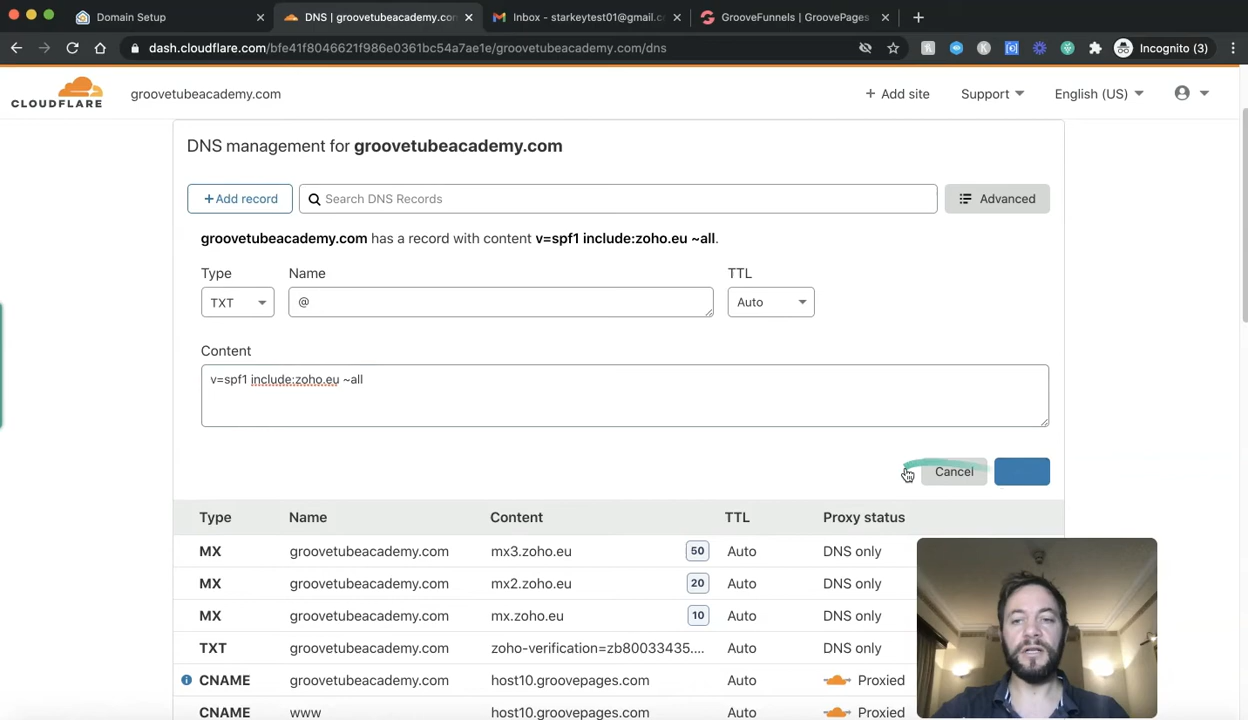 Domain Setup
DNS | groovetubeacademy.com
Inbox - starkeytest01@gmail.c
GrooveFunnels | GroovePages
dash.cloudflare.com/bfe41f8046621f986e0361bc54a7ae1e/groovetubeacademy.com/dns
Incognito (3)
CLOUDFLARE
groovetubeacademy.com
+ Add site
Support
English (US)
DNS management for groovetubeacademy.com
+ Add record
Search DNS Records
Advanced
groovetubeacademy.com has a record with content v=spf1 include:zoho.eu ~all.
Type Name TTL
TXT @ Auto
Content
v=spf1 include:zoho.eu ~all
Cancel
Type Name Content TTL Proxy status
MX groovetubeacademy.com mx3.zoho.eu 50 Auto DNS only
MX groovetubeacademy.com mx2.zoho.eu 20 Auto DNS only
MX groovetubeacademy.com mx.zoho.eu 10 Auto DNS only
TXT groovetubeacademy.com zoho-verification=zb80033435.... Auto DNS only
CNAME groovetubeacademy.com host10.groovepages.com Auto Proxied
CNAME www host10.groovepages.com Auto Proxied